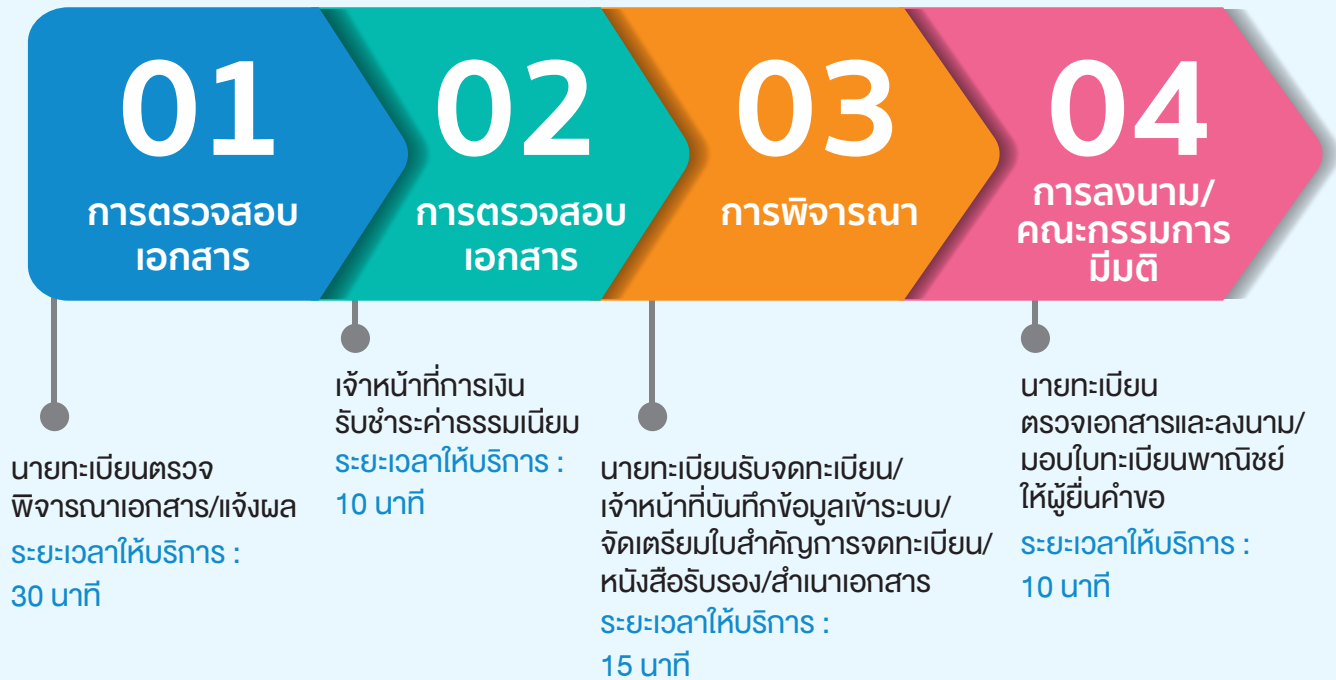 01
การตรวจสอบ
เอกสาร
02
การตรวจสอบ
เอกสาร
03
การพิจารณา
04
การลงนาม/
คณะกรรมการ
มีมติ
นายทะเบียนตรวจ
พิจารณาเอกสาร/แจ้งผล
ระยะเวลาให้บริการ :
30 นาที
เจ้าหน้าที่การเงิน
รับชำระค่าธรรมเนียม
ระยะเวลาให้บริการ :
10 นาที
นายทะเบียนรับจดทะเบียน/
เจ้าหน้าที่บันทึกข้อมูลเข้าระบบ/
จัดเตรียมใบสำคัญการจดทะเบียน/
หนังสือรับรอง/สำเนาเอกสาร
ระยะเวลาให้บริการ :
15 นาที
นายทะเบียน
ตรวจเอกสารและลงนาม/
มอบใบทะเบียนพาณิชย์
ให้ผู้ยื่นคำขอ
ระยะเวลาให้บริการ :
10 นาที